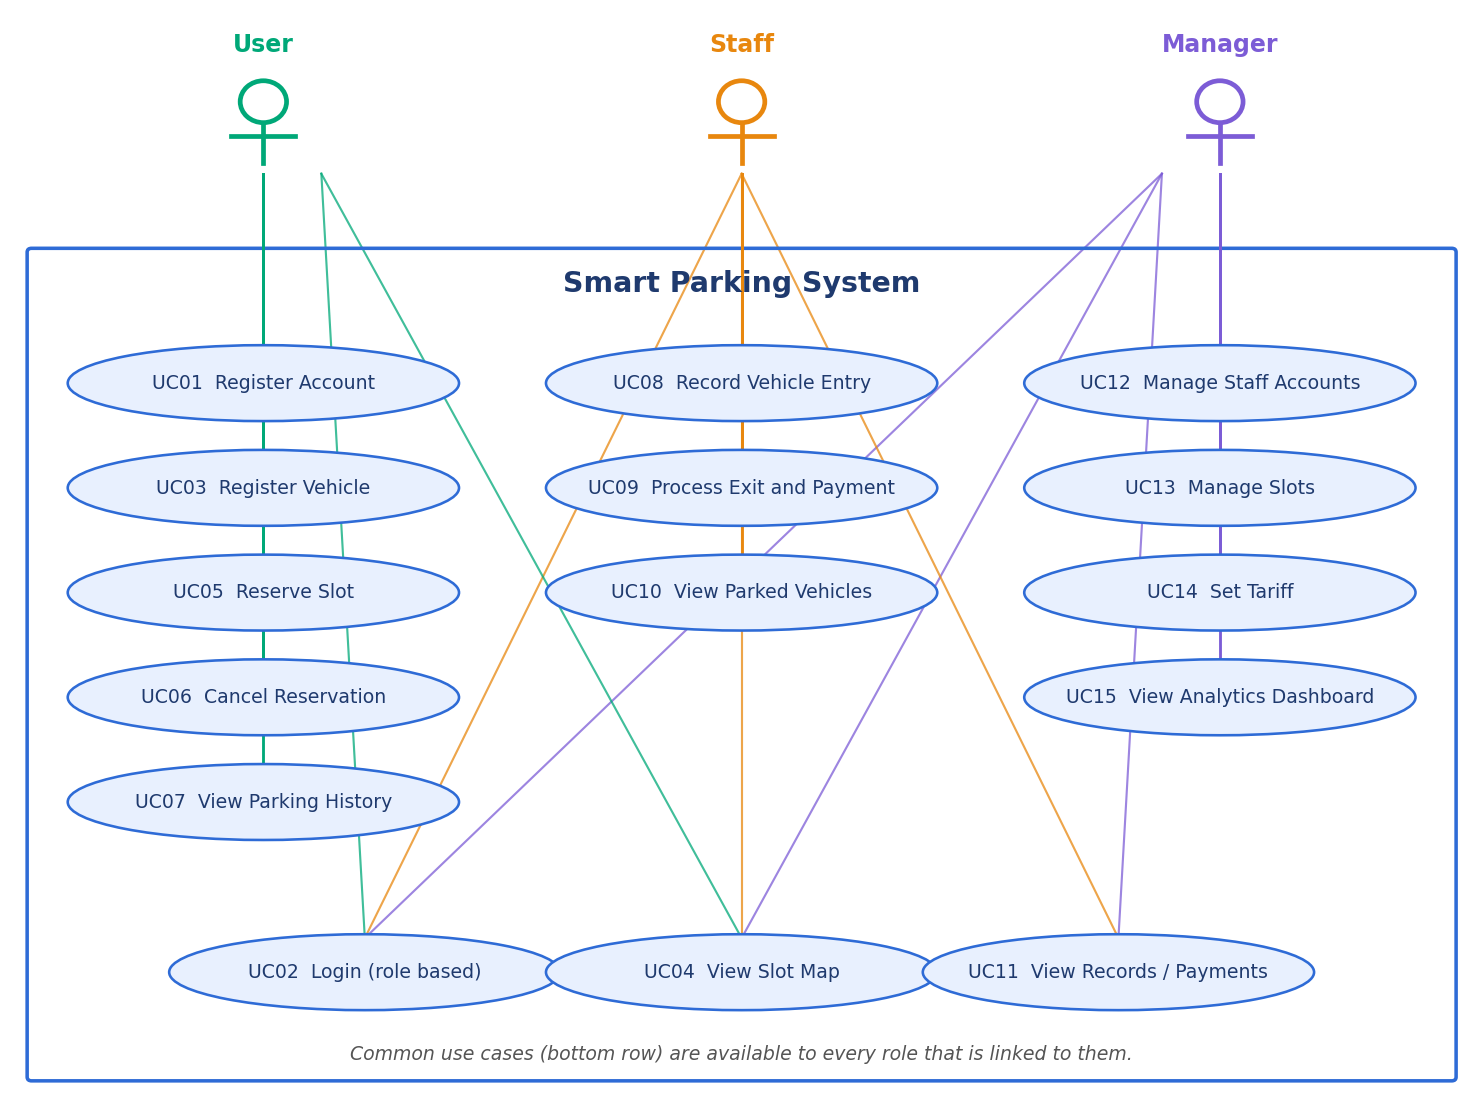 User
Staff
Manager
Smart Parking System
UC01  Register Account
UC08  Record Vehicle Entry
UC12  Manage Staff Accounts
UC03  Register Vehicle
UC09  Process Exit and Payment
UC13  Manage Slots
UC05  Reserve Slot
UC10  View Parked Vehicles
UC14  Set Tariff
UC06  Cancel Reservation
UC15  View Analytics Dashboard
UC07  View Parking History
UC02  Login (role based)
UC04  View Slot Map
UC11  View Records / Payments
Common use cases (bottom row) are available to every role that is linked to them.